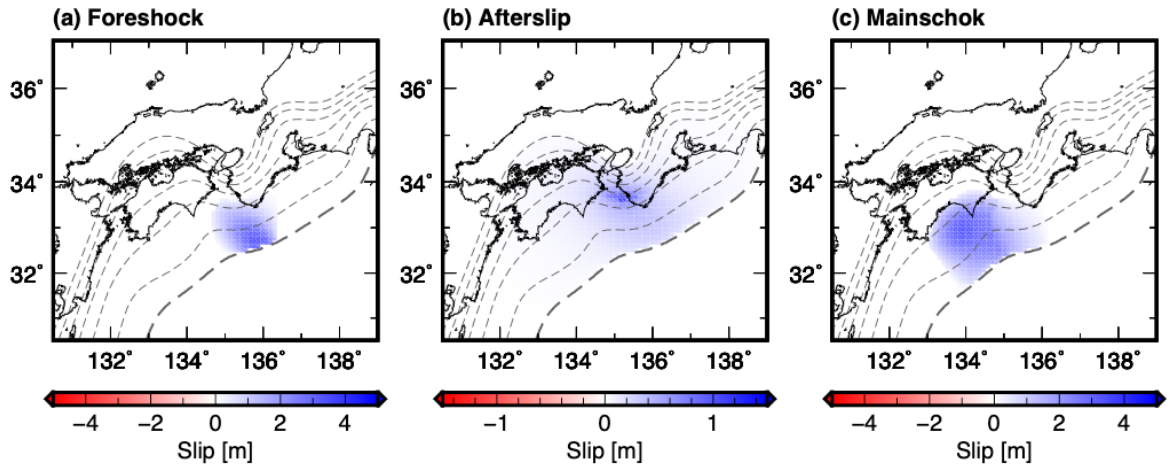 (a) Foreshock (b) Afterslip (c) Mainschok
36° 36° 36°
34° 34° 34°
32° 32° 32°
132° 134° 136° 138° 132° 134° 136° 138° 132° 134° 136° 138°
−4 −2 0 2 4 −1 0 1 −4 −2 0 2 4
Slip [m] Slip [m] Slip [m]